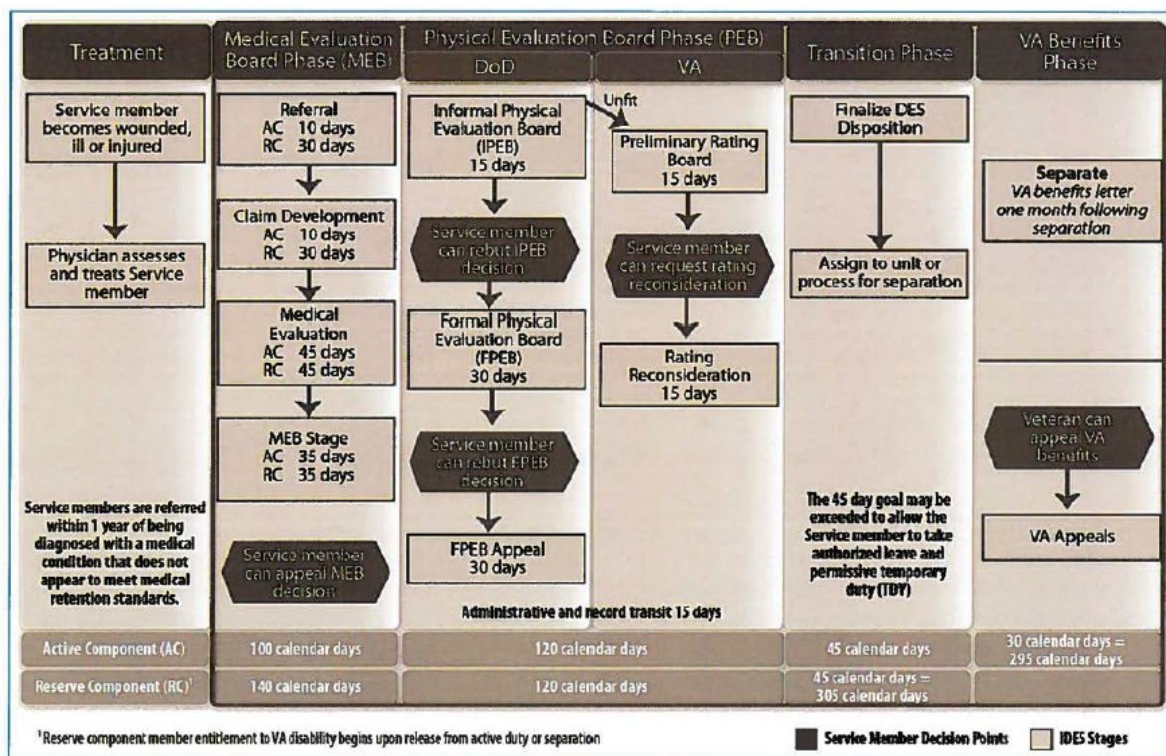 Treatment
Medical Evaluation
Board Phase (MEB)
Physical Evaluation Board Phase (PEB)
DoD
VA
Transition Phase
VA Benefits
Phase
Service member
becomes wounded,
ill or injured
Physician assesses
and treats Service
member
Service members are referred
within 1 year of being
diagnosed with a medical
condition that does not
appear to meet medical
retention standards.
Referral
AC 10 days
RC 30 days
Claim Development
AC 10 days
RC 30 days
Medical
Evaluation
AC 45 days
RC 45 days
MEB Stage
AC 35 days
RC 35 days
Service member
can appeal MEB
decision
Informal Physical
Evaluation Board
(IPEB)
15 days
Service member
can rebut IPEB
decision
Formal Physical
Evaluation Board
(FPEB)
30 days
Service member
can rebut FPEB
decision
FPEB Appeal
30 days
Unfit
Preliminary Rating
Board
15 days
Service member
can request rating
reconsideration
Rating
Reconsideration
15 days
Administrative and record transit 15 days
Finalize DES
Disposition
Assign to unit or
process for separation
The 45 day goal may be
exceeded to allow the
Service member to take
authorized leave and
permissive temporary
duty (TDY)
Separate
VA benefits letter
one month following
separation
Veteran can
appeal VA
benefits
VA Appeals
Active Component (AC)
100 calendar days
120 calendar days
45 calendar days
30 calendar days =
295 calendar days
Reserve Component (RC)¹
140 calendar days
120 calendar days
45 calendar days =
305 calendar days
¹Reserve component member entitlement to VA disability begins upon release from active duty or separation
Service Member Decision Points
IDES Stages